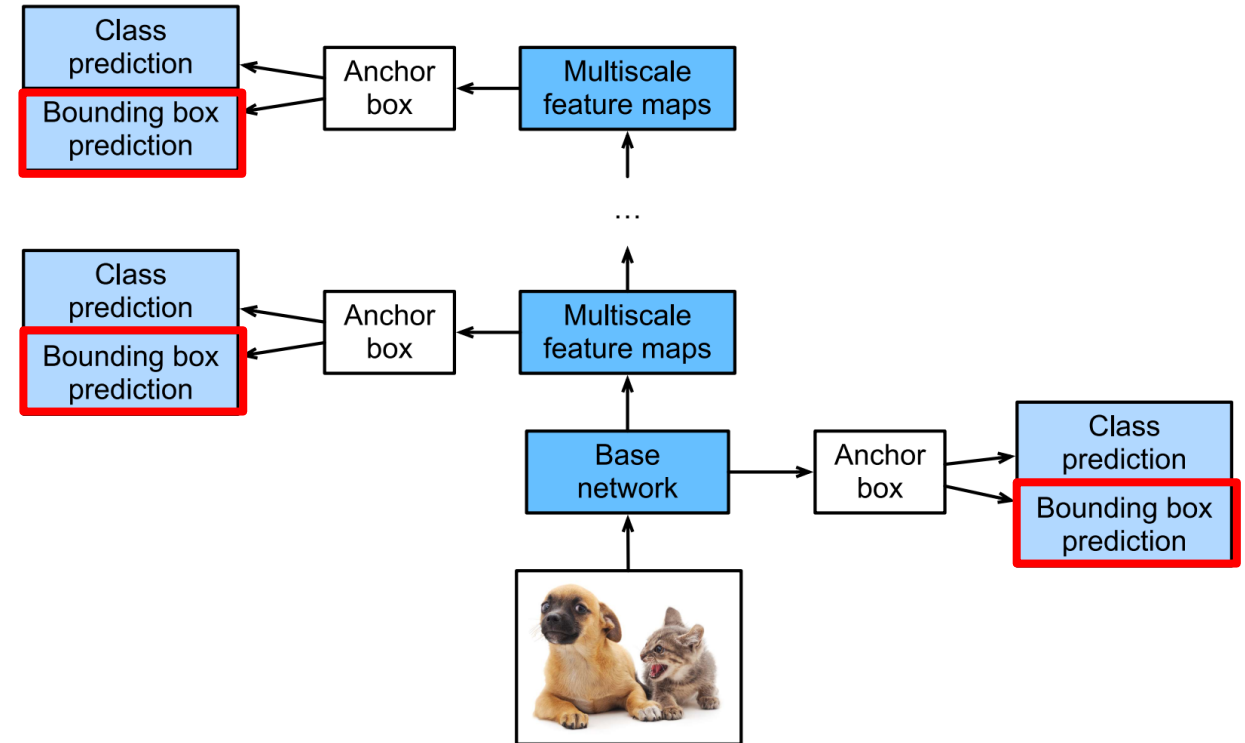 Class
prediction
Bounding box
prediction
Anchor
box
Multiscale
feature maps
...
Class
prediction
Bounding box
prediction
Anchor
box
Multiscale
feature maps
Base
network
Anchor
box
Class
prediction
Bounding box
prediction